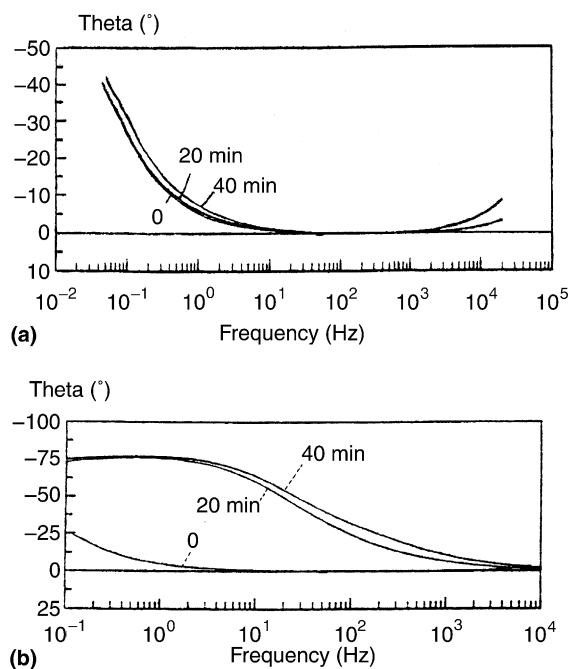 Theta (°)
−50
−40
−30
−20
−10
0
10
20 min
40 min
0
10⁻² 10⁻¹ 10⁰ 10¹ 10² 10³ 10⁴ 10⁵
(a) Frequency (Hz)
Theta (°)
−100
−75
−50
−25
0
25
40 min
20 min
0
10⁻¹ 10⁰ 10¹ 10² 10³ 10⁴
(b) Frequency (Hz)